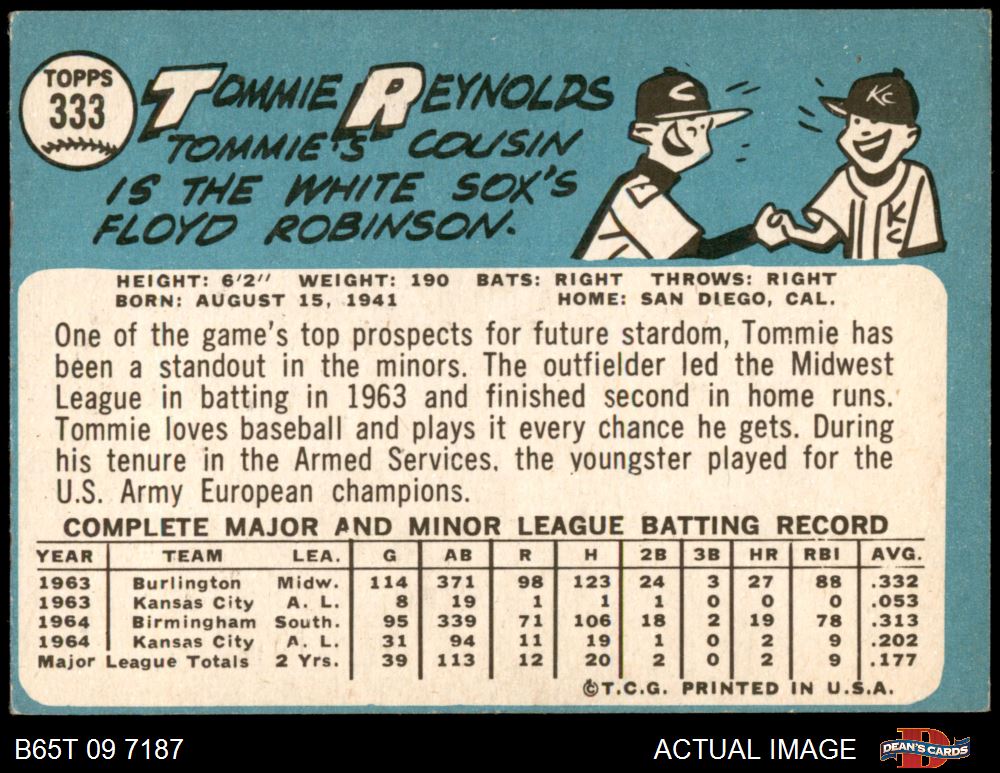 TOPPS
333
TOMMIE REYNOLDS
TOMMIE'S COUSIN
IS THE WHITE SOX'S
FLOYD ROBINSON.
C
KC
KC
HEIGHT: 6'2" WEIGHT: 190 BATS: RIGHT THROWS: RIGHT
BORN: AUGUST 15, 1941 HOME: SAN DIEGO, CAL.
One of the game's top prospects for future stardom, Tommie has
been a standout in the minors. The outfielder led the Midwest
League in batting in 1963 and finished second in home runs.
Tommie loves baseball and plays it every chance he gets. During
his tenure in the Armed Services. the youngster played for the
U.S. Army European champions.
COMPLETE MAJOR AND MINOR LEAGUE BATTING RECORD
YEAR TEAM LEA. G AB R H 2B 3B HR RBI AVG.
1963 Burlington Midw. 114 371 98 123 24 3 27 88 .332
1963 Kansas City A. L. 8 19 1 1 1 0 0 0 .053
1964 Birmingham South. 95 339 71 106 18 2 19 78 .313
1964 Kansas City A. L. 31 94 11 19 1 0 2 9 .202
Major League Totals 2 Yrs. 39 113 12 20 2 0 2 9 .177
©T.C.G. PRINTED IN U.S.A.
B65T 09 7187 ACTUAL IMAGE DEAN'S CARDS